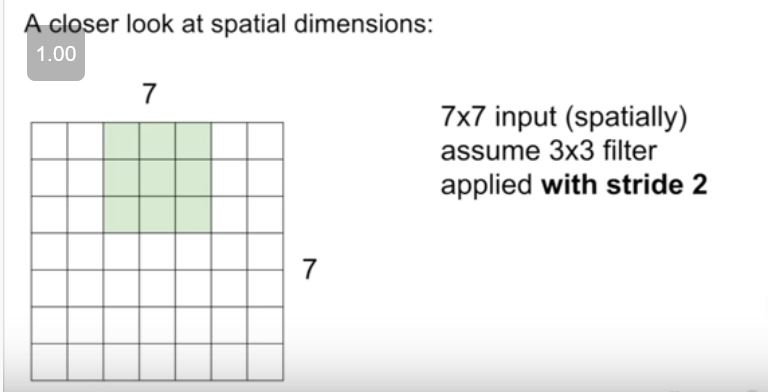 A closer look at spatial dimensions:
1.00
7
7x7 input (spatially)
assume 3x3 filter
applied with stride 2
7